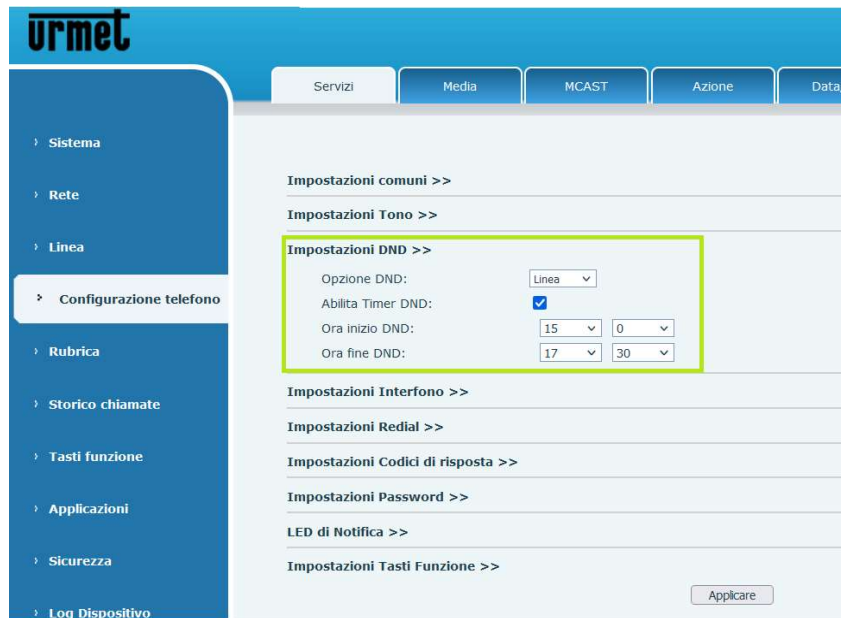 urmet
Servizi Media MCAST Azione Data
Sistema
Rete
Linea
Configurazione telefono
Rubrica
Storico chiamate
Tasti funzione
Applicazioni
Sicurezza
Log Dispositivo
Impostazioni comuni >>
Impostazioni Tono >>
Impostazioni DND >>
Opzione DND: Linea
Abilita Timer DND:
Ora inizio DND: 15 0
Ora fine DND: 17 30
Impostazioni Interfono >>
Impostazioni Redial >>
Impostazioni Codici di risposta >>
Impostazioni Password >>
LED di Notifica >>
Impostazioni Tasti Funzione >>
Applicare